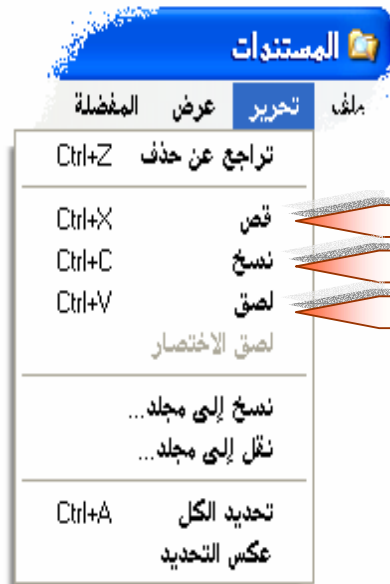 المستندات
ملف تحرير عرض المفضلة
تراجع عن حذف Ctrl+Z
قص Ctrl+X
نسخ Ctrl+C
لصق Ctrl+V
لصق الاختصار
نسخ إلى مجلد...
نقل إلى مجلد...
تحديد الكل Ctrl+A
عكس التحديد